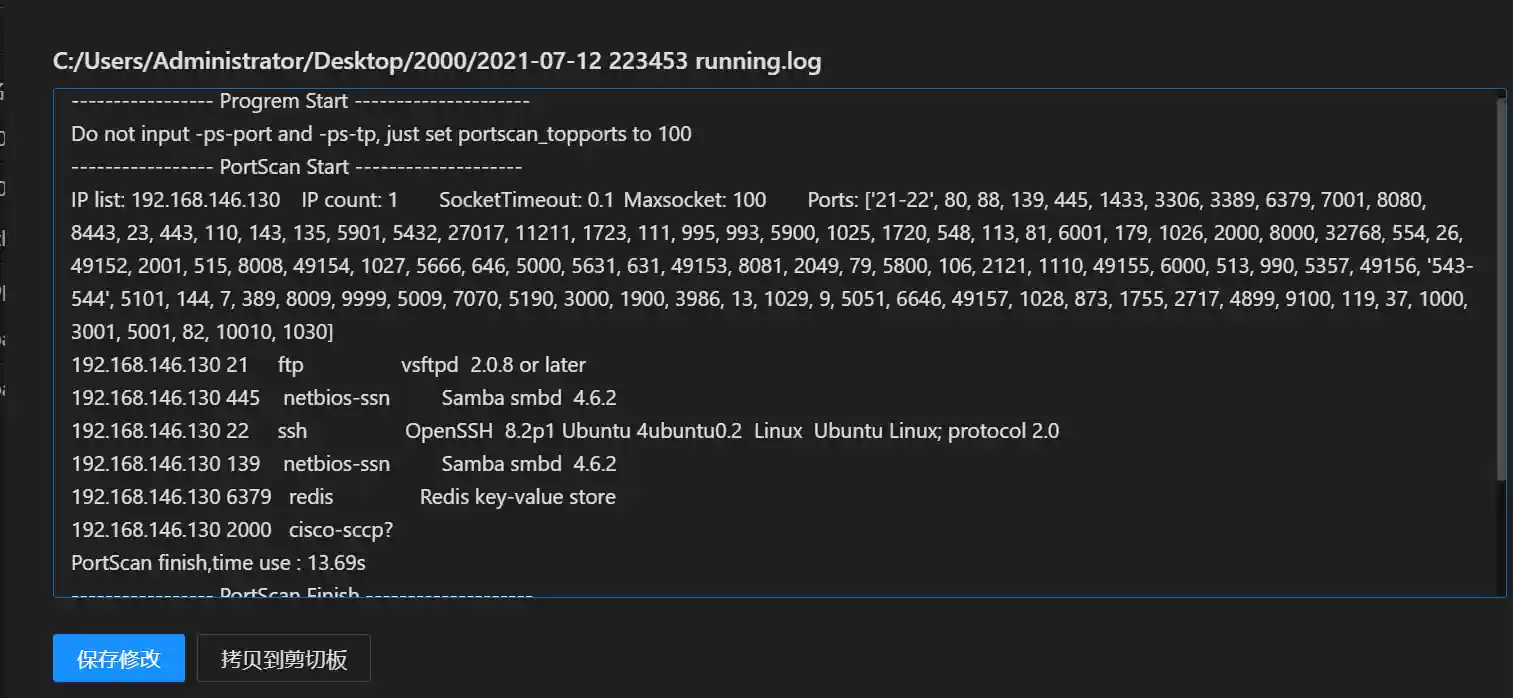 C:/Users/Administrator/Desktop/2000/2021-07-12 223453 running.log
----------------- Progrem Start ---------------------
Do not input -ps-port and -ps-tp, just set portscan_topports to 100
----------------- PortScan Start --------------------
IP list: 192.168.146.130 IP count: 1 SocketTimeout: 0.1 Maxsocket: 100 Ports: ['21-22', 80, 88, 139, 445, 1433, 3306, 3389, 6379, 7001, 8080,
8443, 23, 443, 110, 143, 135, 5901, 5432, 27017, 11211, 1723, 111, 995, 993, 5900, 1025, 1720, 548, 113, 81, 6001, 179, 1026, 2000, 8000, 32768, 554, 26,
49152, 2001, 515, 8008, 49154, 1027, 5666, 646, 5000, 5631, 631, 49153, 8081, 2049, 79, 5800, 106, 2121, 1110, 49155, 6000, 513, 990, 5357, 49156, '543-
544', 5101, 144, 7, 389, 8009, 9999, 5009, 7070, 5190, 3000, 1900, 3986, 13, 1029, 9, 5051, 6646, 49157, 1028, 873, 1755, 2717, 4899, 9100, 119, 37, 1000,
3001, 5001, 82, 10010, 1030]
192.168.146.130 21 ftp vsftpd 2.0.8 or later
192.168.146.130 445 netbios-ssn Samba smbd 4.6.2
192.168.146.130 22 ssh OpenSSH 8.2p1 Ubuntu 4ubuntu0.2 Linux Ubuntu Linux; protocol 2.0
192.168.146.130 139 netbios-ssn Samba smbd 4.6.2
192.168.146.130 6379 redis Redis key-value store
192.168.146.130 2000 cisco-sccp?
PortScan finish,time use : 13.69s
----------------- PortScan Finish --------------------
保存修改
拷贝到剪切板